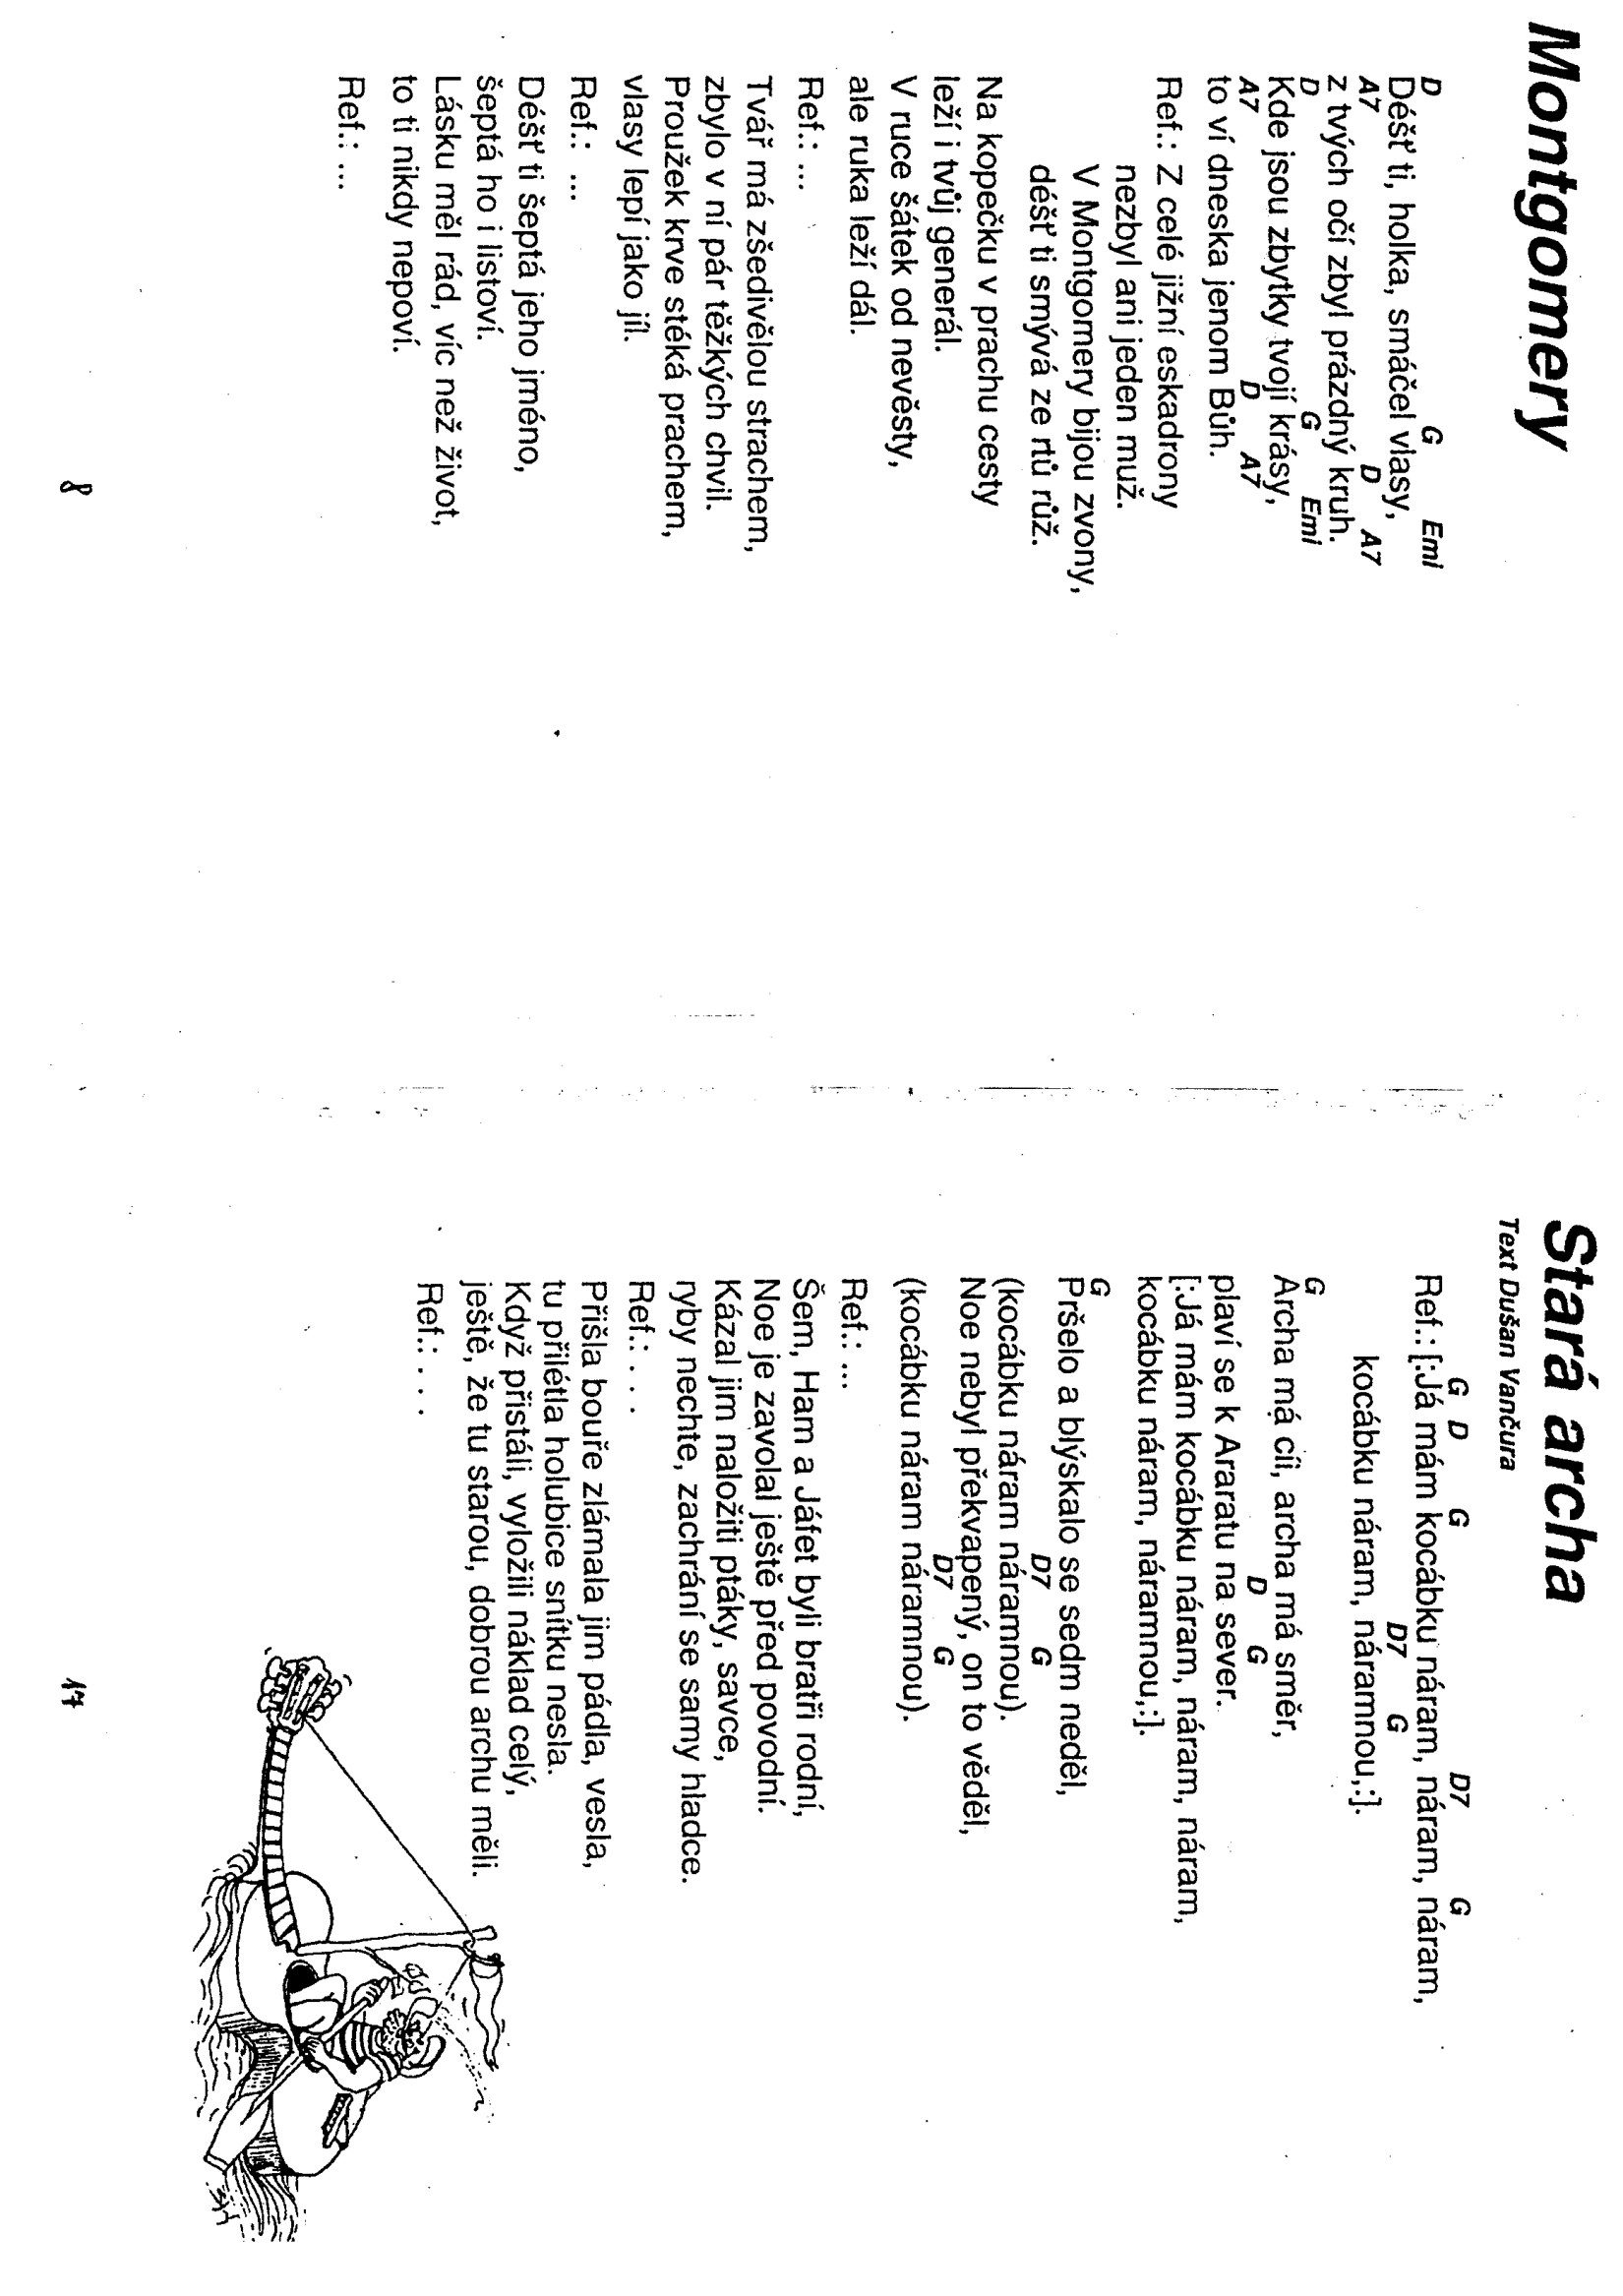 Montgomery
D G Emi
Déšť ti, holka, smáčel vlasy,
A7 D A7
z tvých očí zbyl prázdný kruh.
D G Emi
Kde jsou zbytky tvojí krásy,
A7 D A7
to ví dneska jenom Bůh.
Ref.: Z celé jižní eskadrony
nezbyl ani jeden muž.
V Montgomery bijou zvony,
déšť ti smývá ze rtů růž.
Na kopečku v prachu cesty
leží i tvůj generál.
V ruce šátek od nevěsty,
ale ruka leží dál.
Ref.: ...
Tvář má zšedivělou strachem,
zbylo v ní pár těžkých chvil.
Proužek krve stéká prachem,
vlasy lepí jako jíl.
Ref.: ...
Déšť ti šeptá jeho jméno,
šeptá ho i listoví.
Lásku měl rád, víc než život,
to ti nikdy nepoví.
Ref.: ...
8
Stará archa
Text Dušan Vančura
G D G D7 G
Ref.: [:Já mám kocábku náram, náram, náram,
D7 G
kocábku náram, náramnou,:].
G
Archa má cíl, archa má směr,
D G
plaví se k Araratu na sever.
[:Já mám kocábku náram, náram, náram,
kocábku náram, náramnou,:].
G
Pršelo a blýskalo se sedm neděl,
D7 G
(kocábku náram náramnou).
Noe nebyl překvapený, on to věděl,
D7 G
(kocábku náram náramnou).
Ref.: ...
Šem, Ham a Jáfet byli bratři rodní,
Noe je zavolal ještě před povodní.
Kázal jim naložiti ptáky, savce,
ryby nechte, zachrání se samy hladce.
Ref.: . . .
Přišla bouře zlámala jim pádla, vesla,
tu přilétla holubice snítku nesla.
Když přistáli, vyložili náklad celý,
ještě, že tu starou, dobrou archu měli.
Ref.: . . .
17